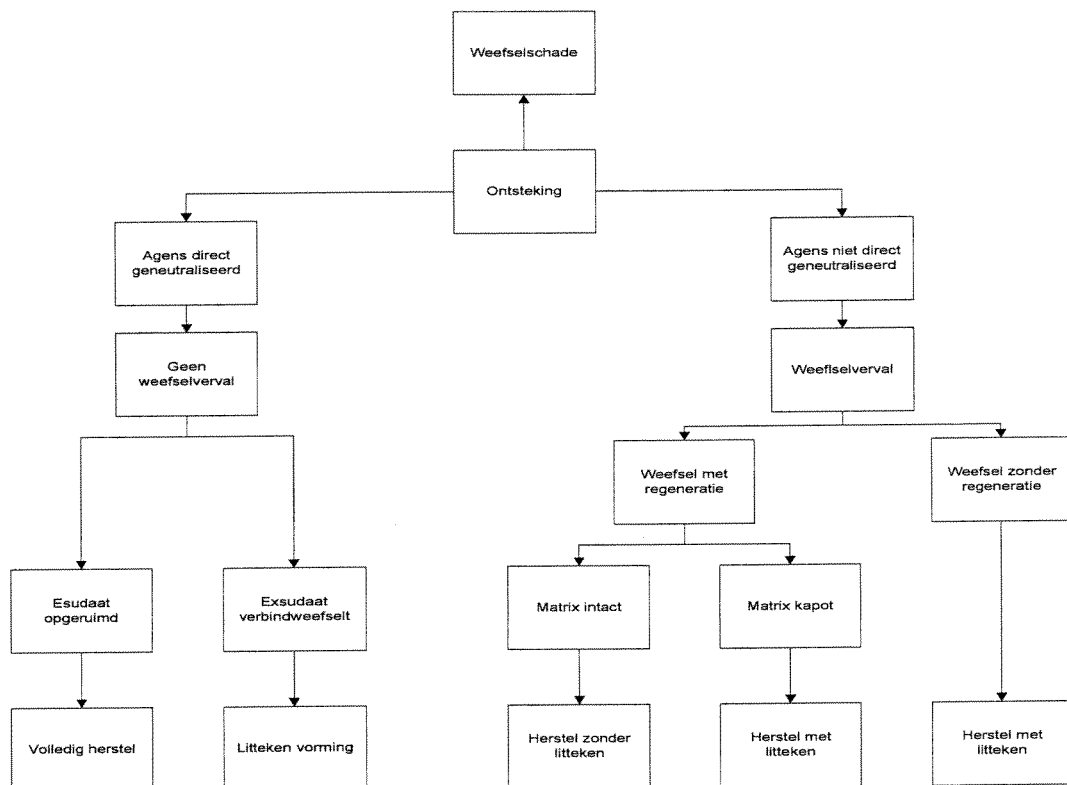 Weefselschade
Ontsteking
Agens direct
geneutraliseerd
Agens niet direct
geneutraliseerd
Geen
weefselverval
Weeflselverval
Weefsel met
regeneratie
Weefsel zonder
regeneratie
Esudaat
opgeruimd
Exsudaat
verbindweefselt
Matrix intact
Matrix kapot
Volledig herstel
Litteken vorming
Herstel zonder
litteken
Herstel met
litteken
Herstel met
litteken